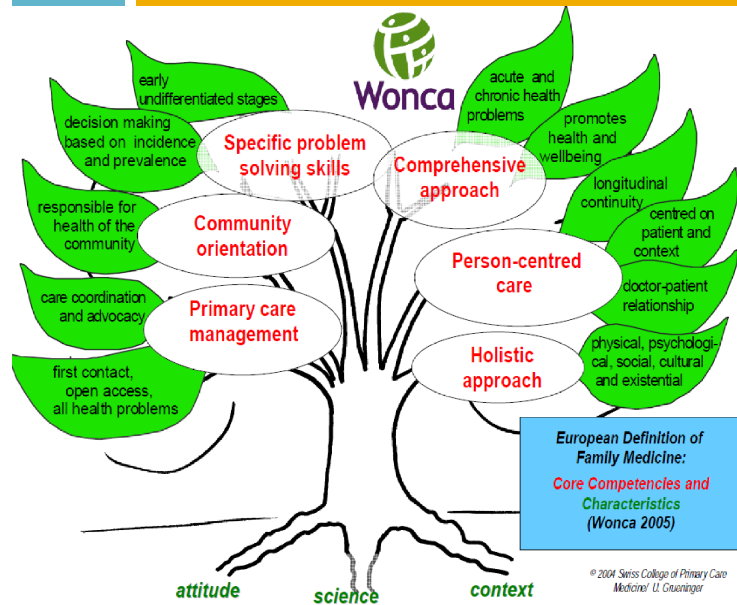 Wonca
early
undifferentiated stages
decision making
based on incidence
and prevalence
Specific problem
solving skills
responsible for
health of the
community
Community
orientation
care coordination
and advocacy
Primary care
management
first contact,
open access,
all health problems
acute and
chronic health
problems
promotes
health and
wellbeing
Comprehensive
approach
longitudinal
continuity
centred on
patient and
context
Person-centred
care
doctor-patient
relationship
Holistic
approach
physical, psychologi-
cal, social, cultural
and existential
European Definition of
Family Medicine:
Core Competencies and
Characteristics
(Wonca 2005)
attitude
science
context
© 2004 Swiss College of Primary Care
Medicine/ U. Grueninger